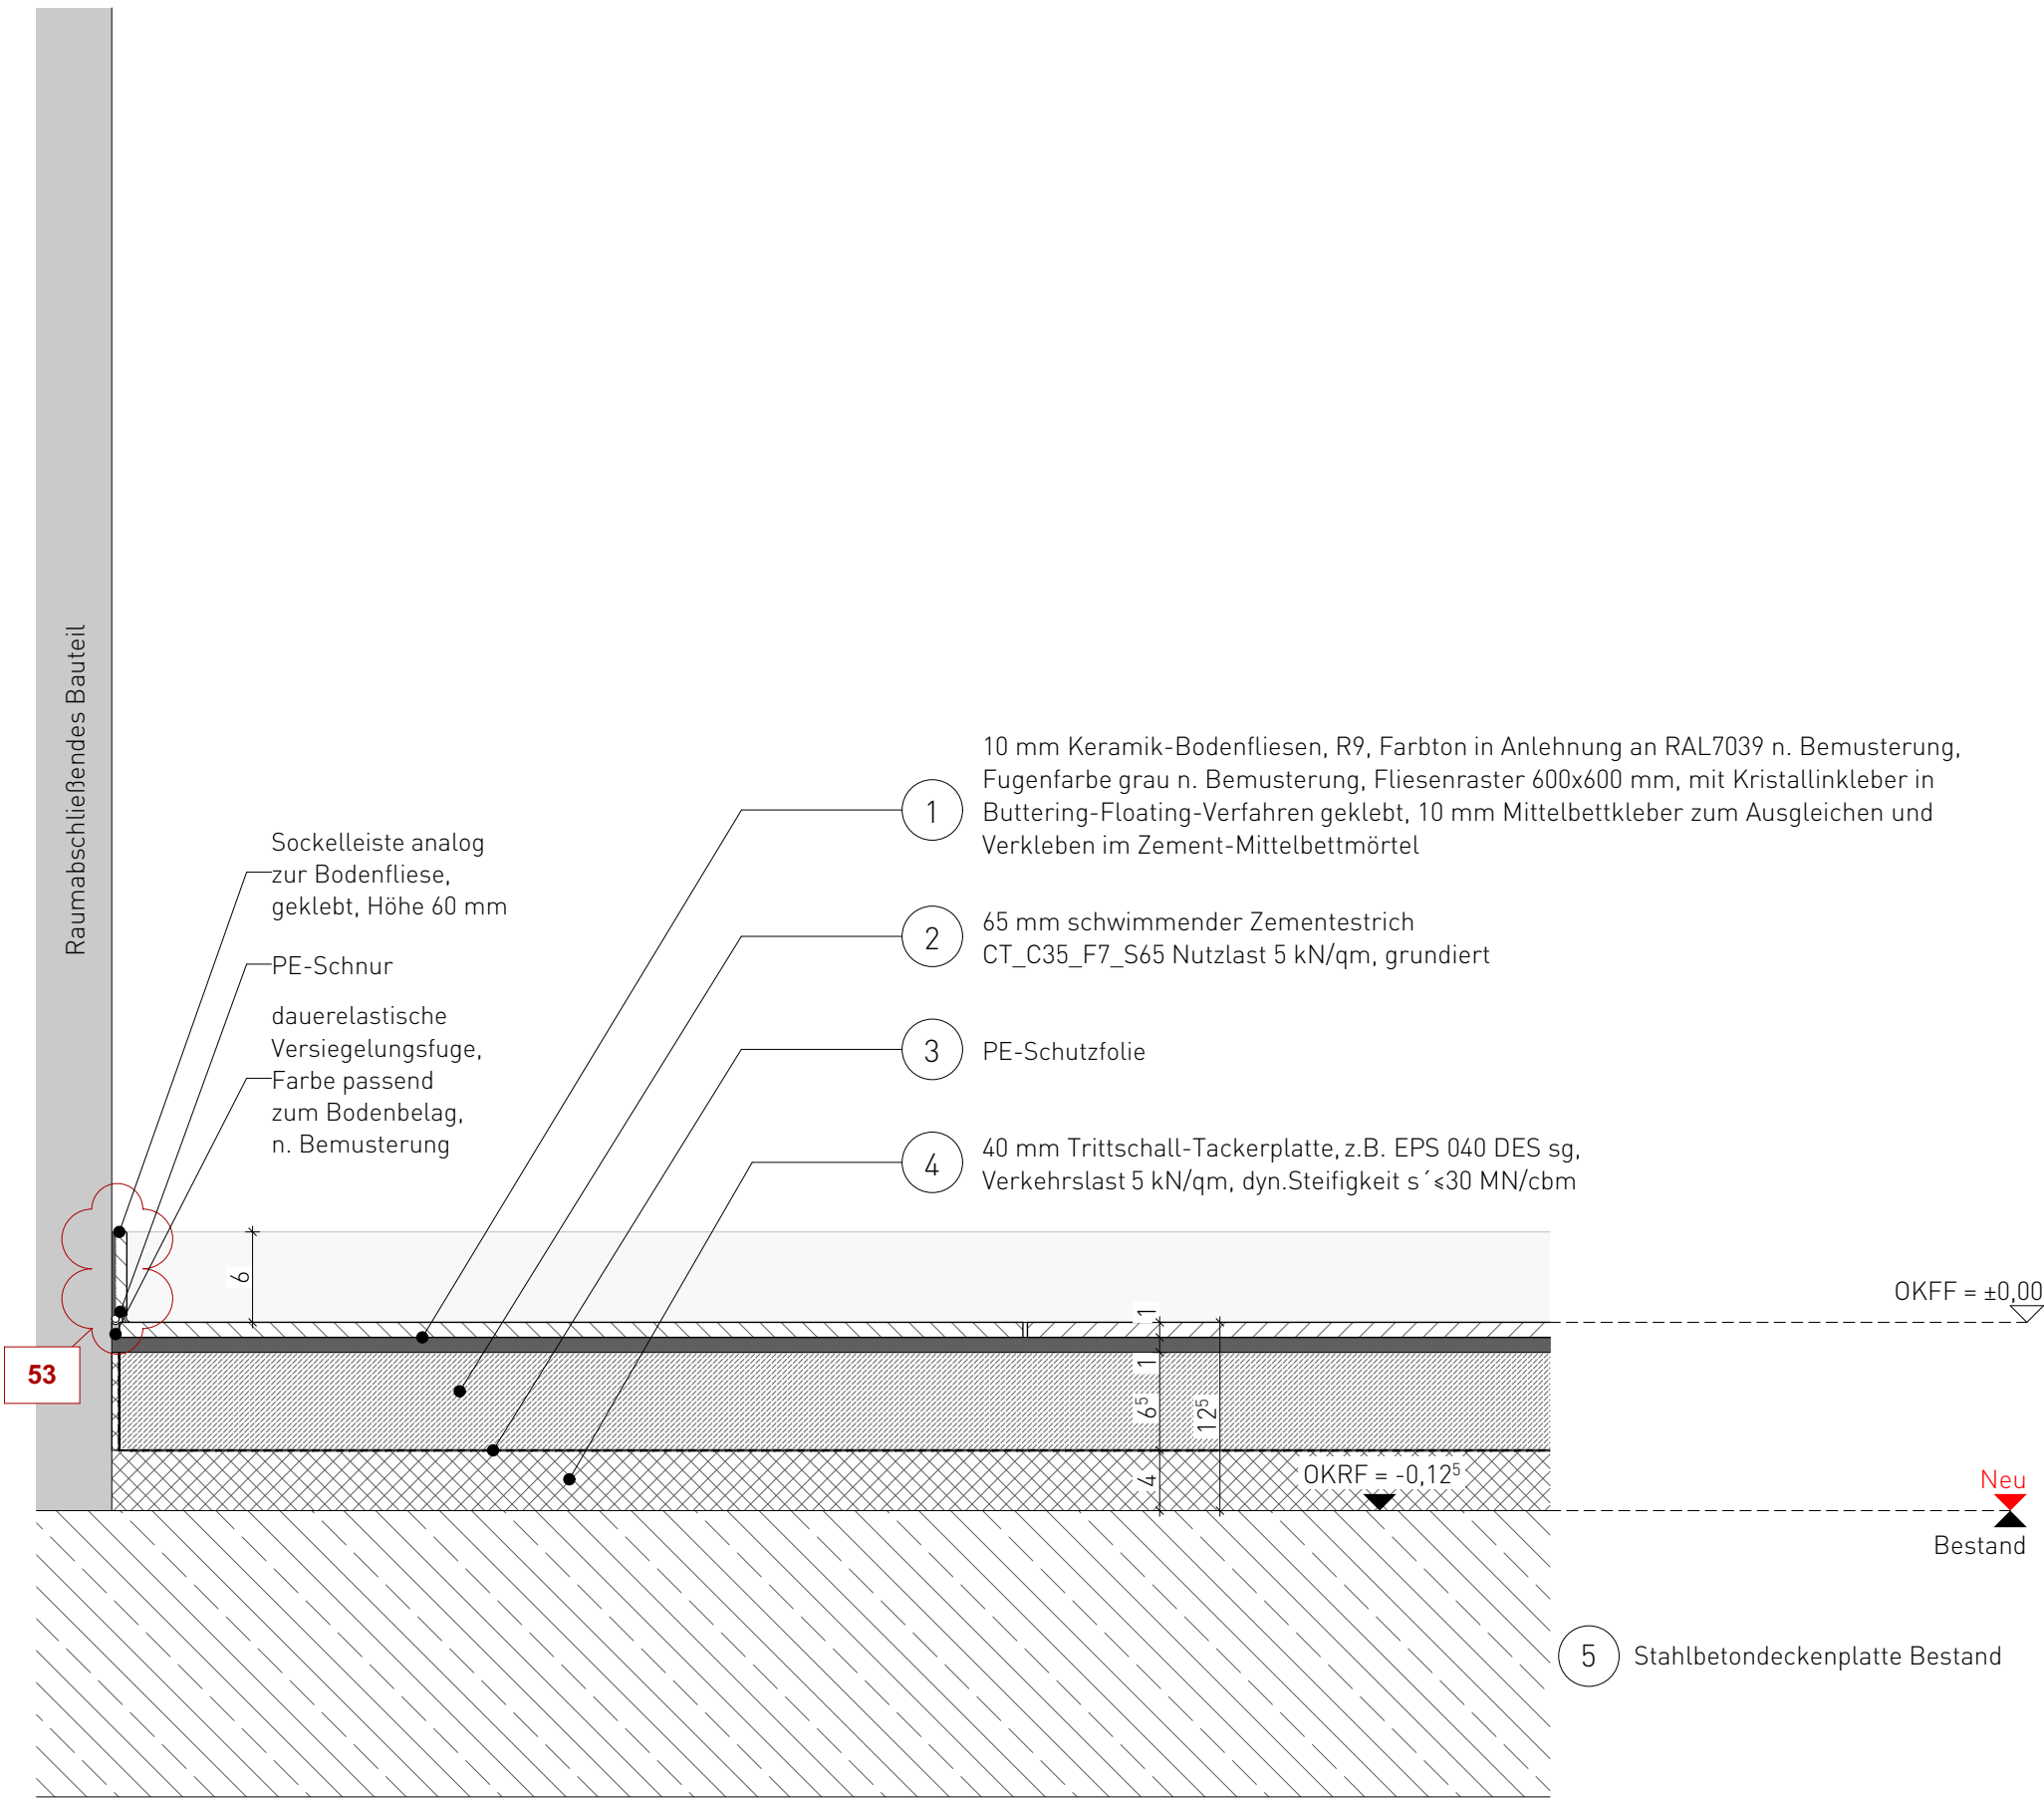 Raumabschließendes Bauteil
10 mm Keramik-Bodenfliesen, R9, Farbton in Anlehnung an RAL7039 n. Bemusterung,
Fugenfarbe grau n. Bemusterung, Fliesenraster 600x600 mm, mit Kristallinkleber in
Buttering-Floating-Verfahren geklebt, 10 mm Mittelbettkleber zum Ausgleichen und
Verkleben im Zement-Mittelbettmörtel
1
Sockelleiste analog
zur Bodenfliese,
geklebt, Höhe 60 mm
PE-Schnur
dauerelastische
Versiegelungsfuge,
Farbe passend
zum Bodenbelag,
n. Bemusterung
2
65 mm schwimmender Zementestrich
CT_C35_F7_S65 Nutzlast 5 kN/qm, grundiert
3
PE-Schutzfolie
4
40 mm Trittschall-Tackerplatte, z.B. EPS 040 DES sg,
Verkehrslast 5 kN/qm, dyn.Steifigkeit s´≤30 MN/cbm
6
OKFF = ±0,00
1
1
6⁵
12⁵
4
53
OKRF = -0,12⁵
Neu
Bestand
5
Stahlbetondeckenplatte Bestand